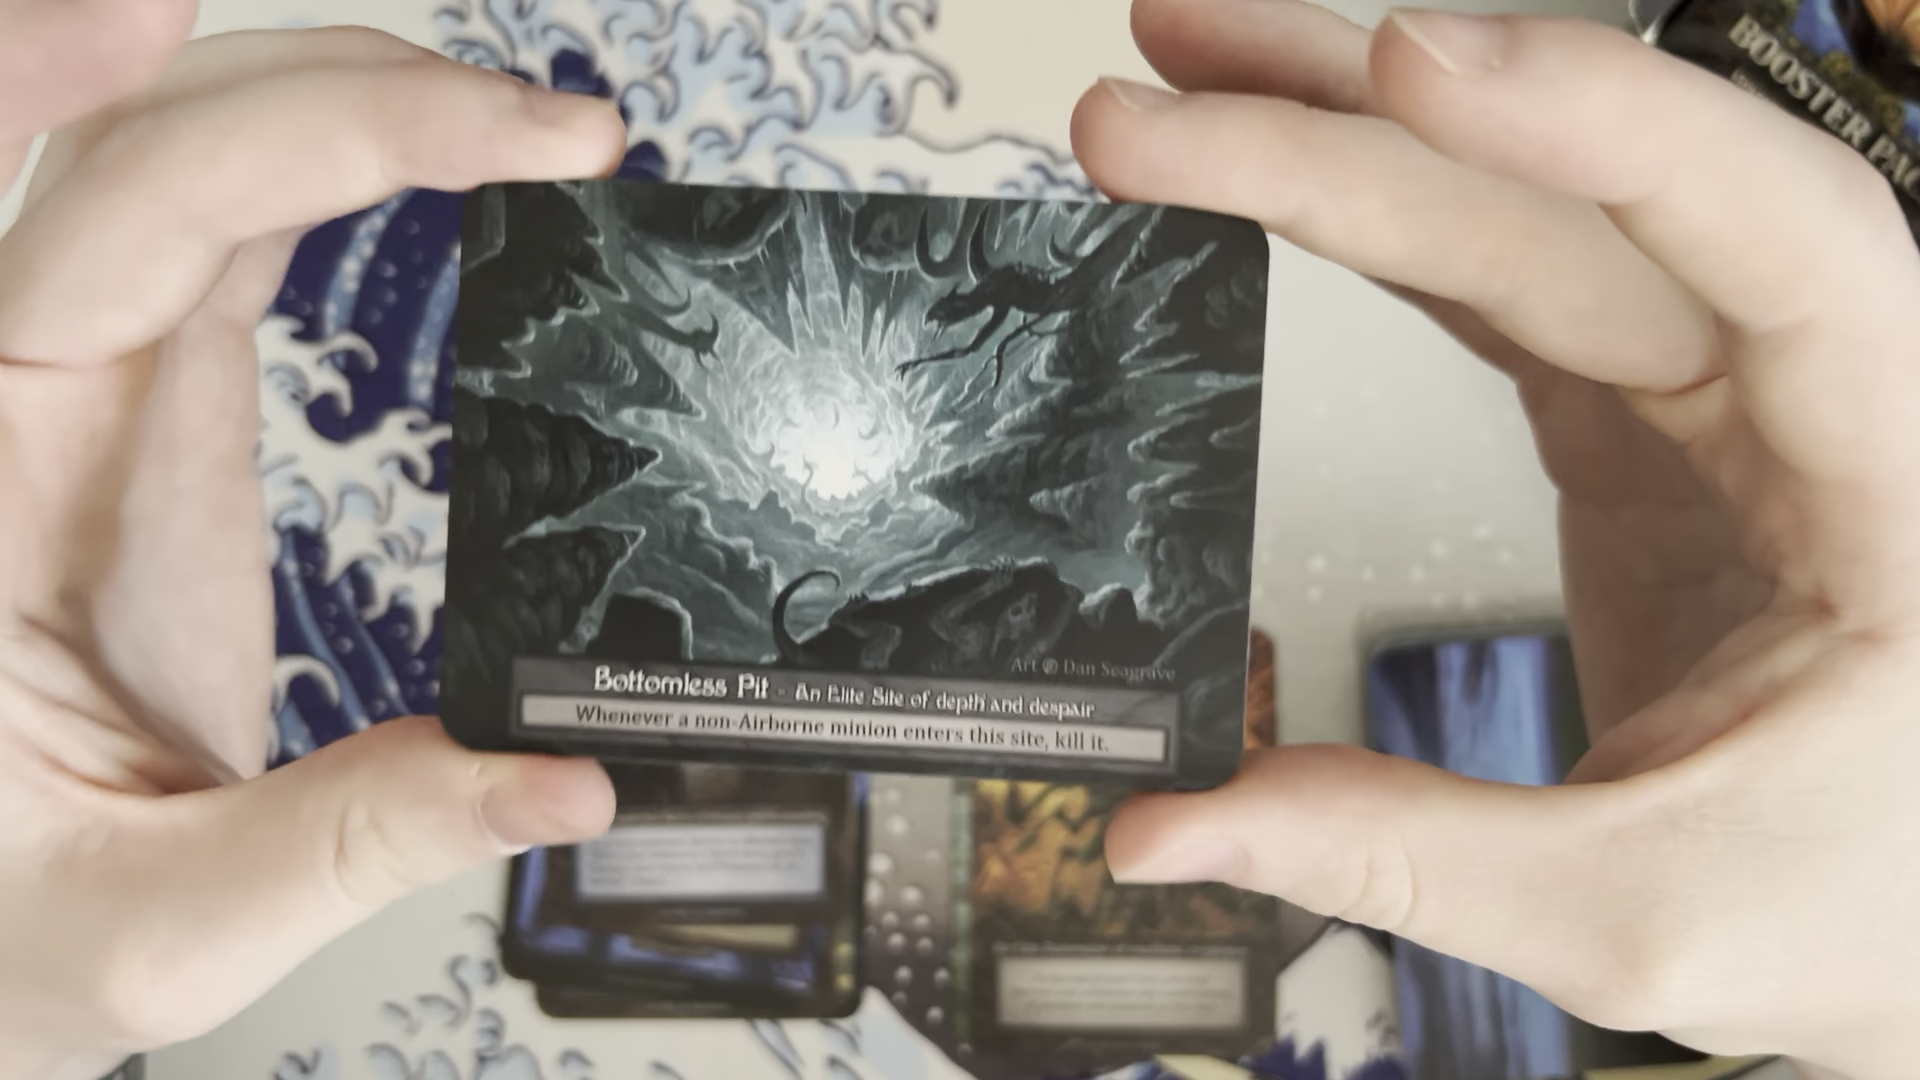 BOOSTER PAC
Art @ Dan Seagrave
Bottomless Pit - An Elite Site of depth and despair
Whenever a non-Airborne minion enters this site, kill it.